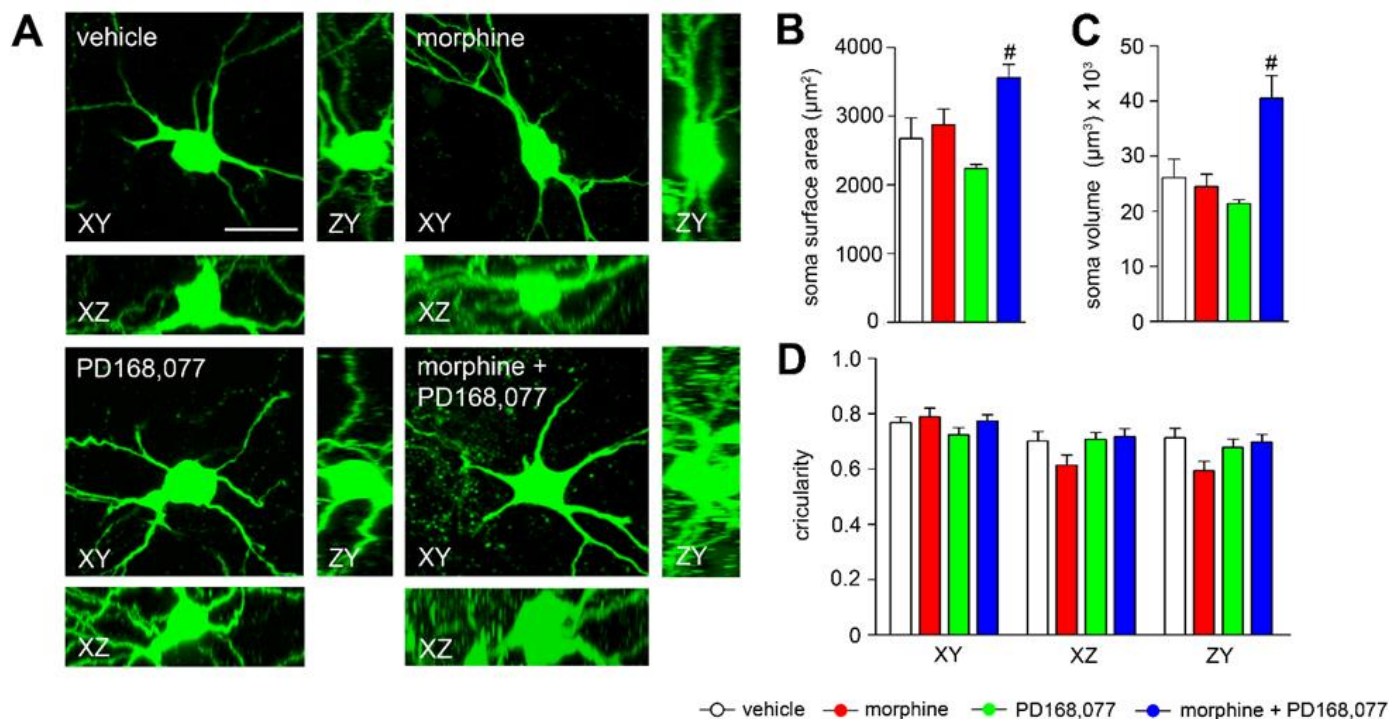 A
vehicle
XY
ZY
XZ
morphine
XY
ZY
XZ
PD168,077
XY
ZY
XZ
morphine +
PD168,077
XY
ZY
XZ
B
soma surface area (µm²)
4000
3000
2000
1000
0
#
C
soma volume (µm³) x 10³
50
40
30
20
10
0
#
D
cricularity
1.0
0.8
0.6
0.4
0.2
0
XY XZ ZY
vehicle morphine PD168,077 morphine + PD168,077